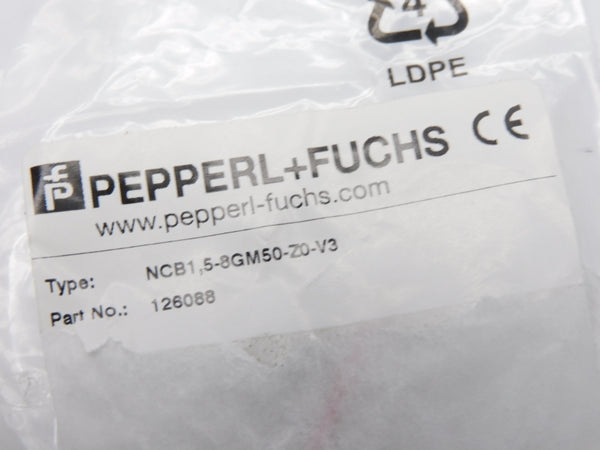 4
LDPE
PEPPERL+FUCHS CE
www.pepperl-fuchs.com
Type: NCB1,5-8GM50-Z0-V3
Part No.: 126088